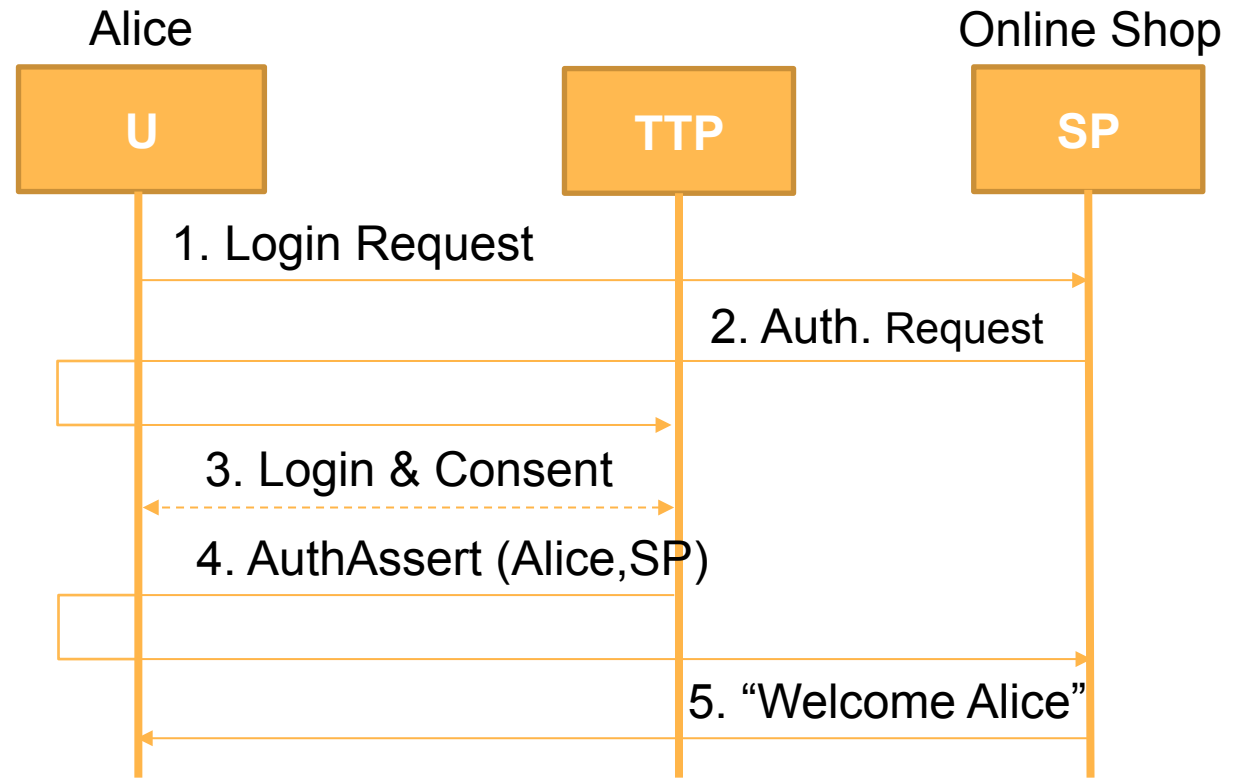 Alice
Online Shop
U
TTP
SP
1. Login Request
2. Auth. Request
3. Login & Consent
4. AuthAssert (Alice,SP)
5. “Welcome Alice”